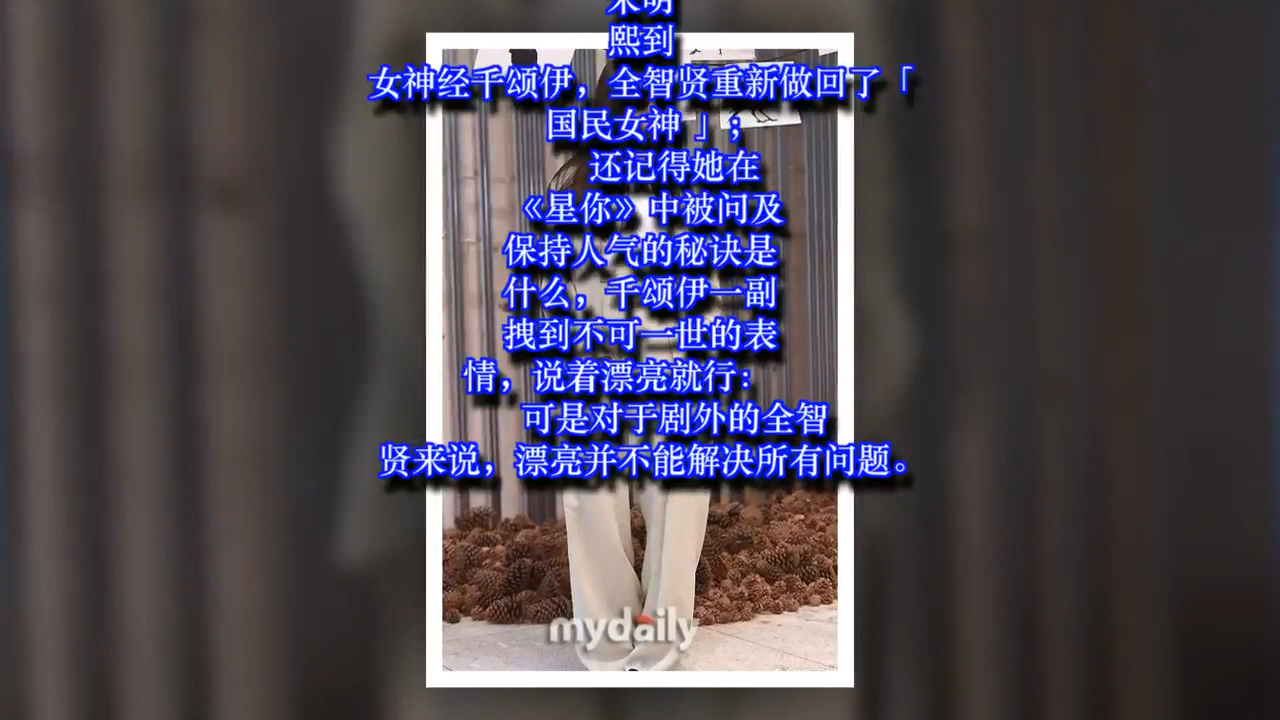 熙到
女神经千颂伊，全智贤重新做回了「
国民女神 」；
还记得她在
《星你》中被问及
保持人气的秘诀是
什么，千颂伊一副
拽到不可一世的表
情，说着漂亮就行：
可是对于剧外的全智
贤来说，漂亮并不能解决所有问题。
mydaily